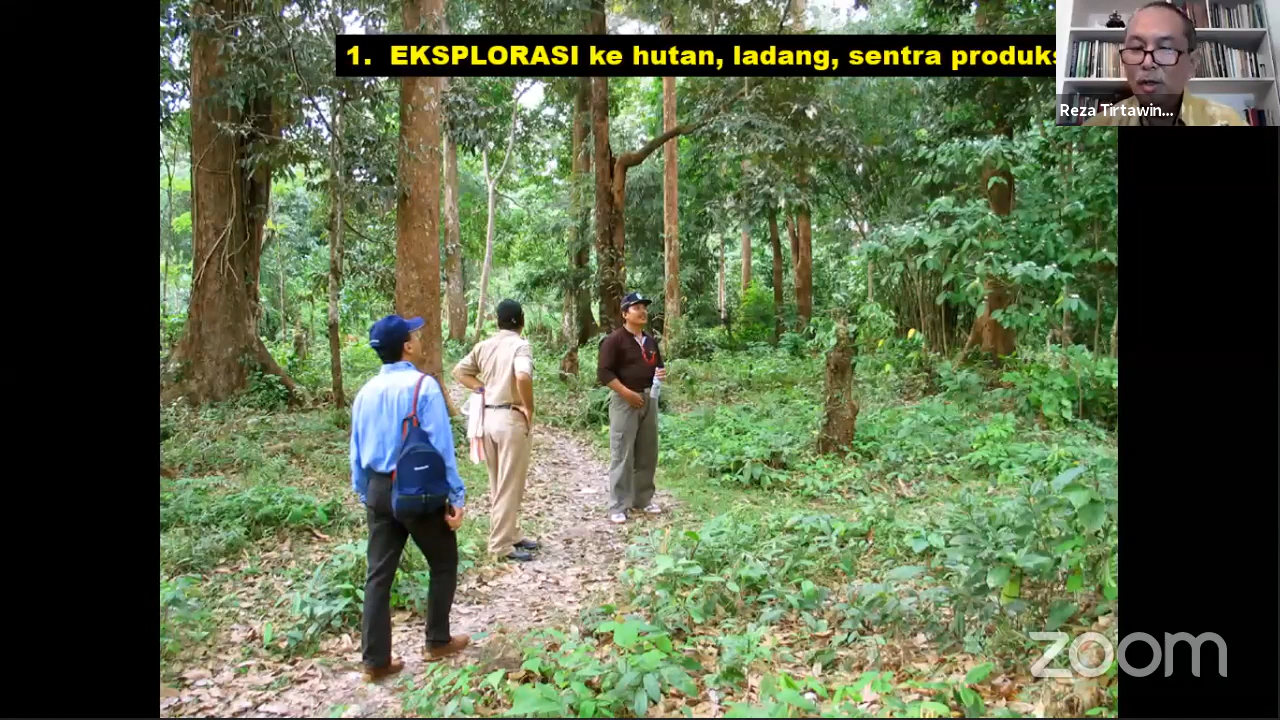 1. EKSPLORASI ke hutan, ladang, sentra produks
Reza Tirtawin...
zoom